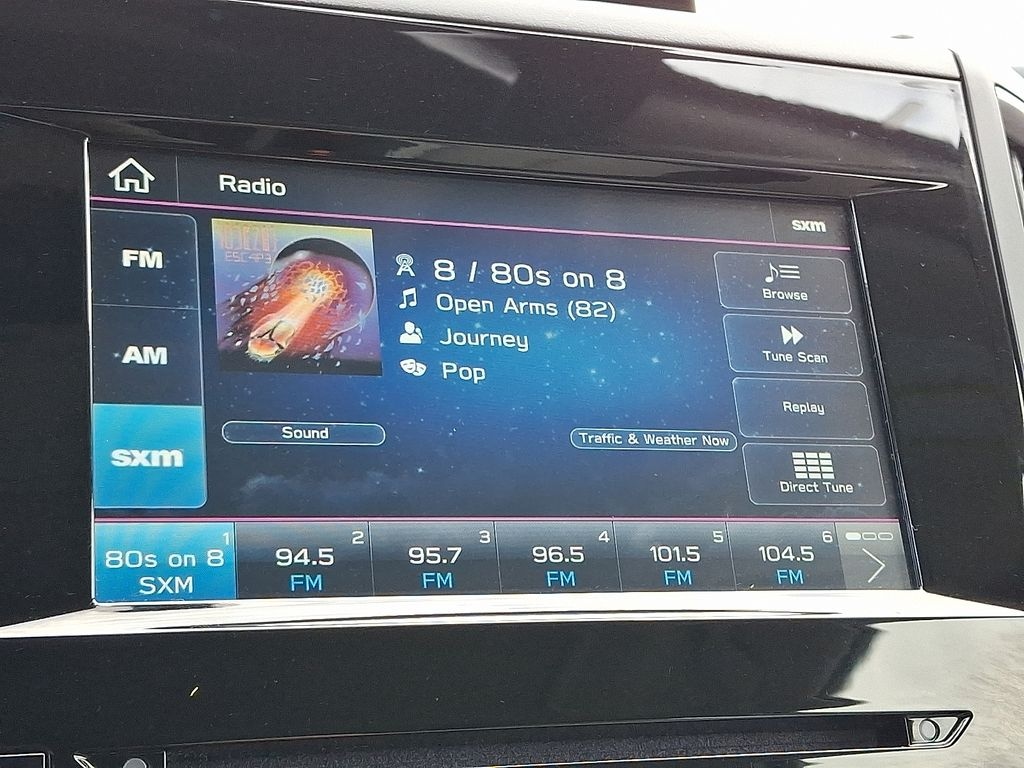 Radio
sxm
FM
AM
sxm
ESC4P3
8 / 80s on 8
Open Arms (82)
Journey
Pop
Sound
Traffic & Weather Now
Browse
Tune Scan
Replay
Direct Tune
1
80s on 8
SXM
2
94.5
FM
3
95.7
FM
4
96.5
FM
5
101.5
FM
6
104.5
FM